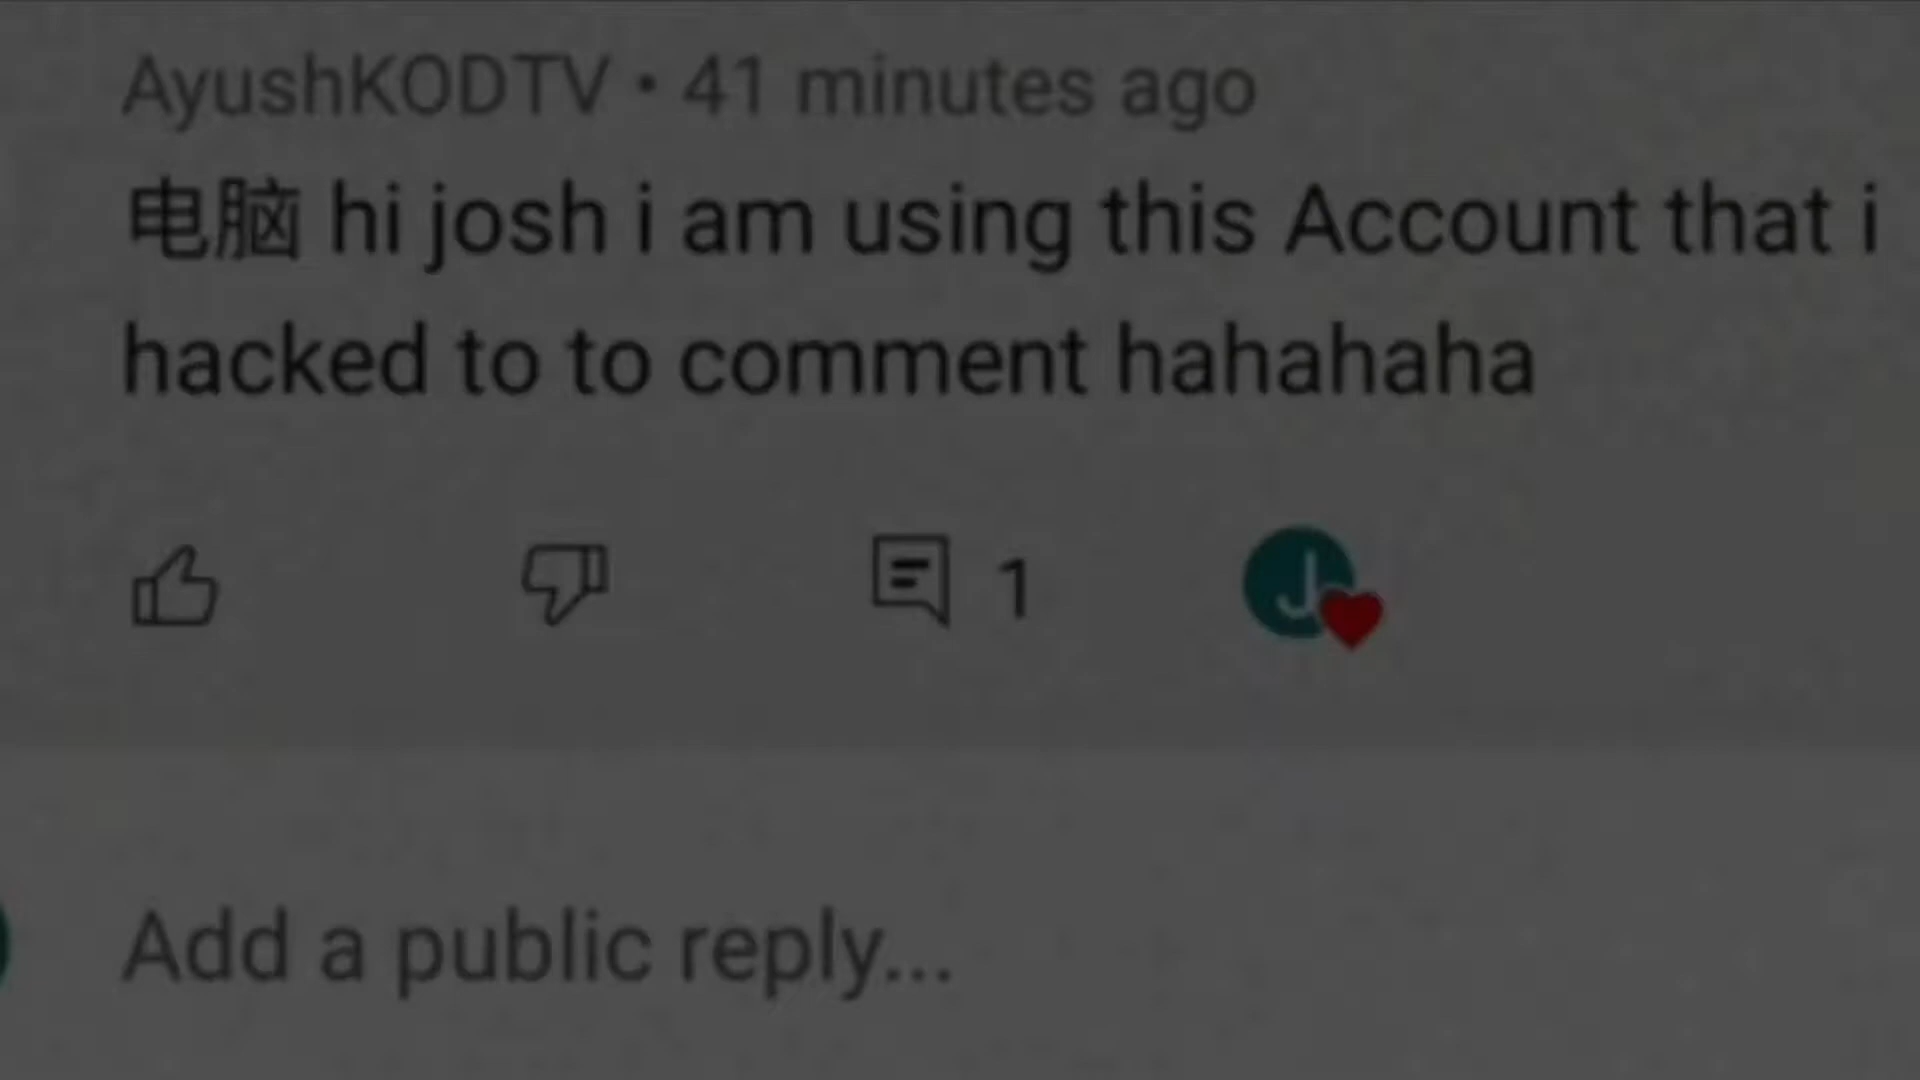 AyushKODTV • 41 minutes ago
电脑 hi josh i am using this Account that i
hacked to to comment hahahaha
1
J
Add a public reply...